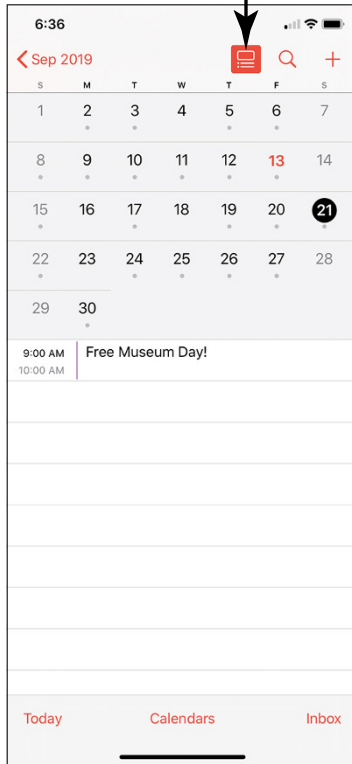 6:36
Sep 2019
S M T W T F S
1 2 3 4 5 6 7
8 9 10 11 12 13 14
15 16 17 18 19 20 21
22 23 24 25 26 27 28
29 30
9:00 AM Free Museum Day!
10:00 AM
Today Calendars Inbox